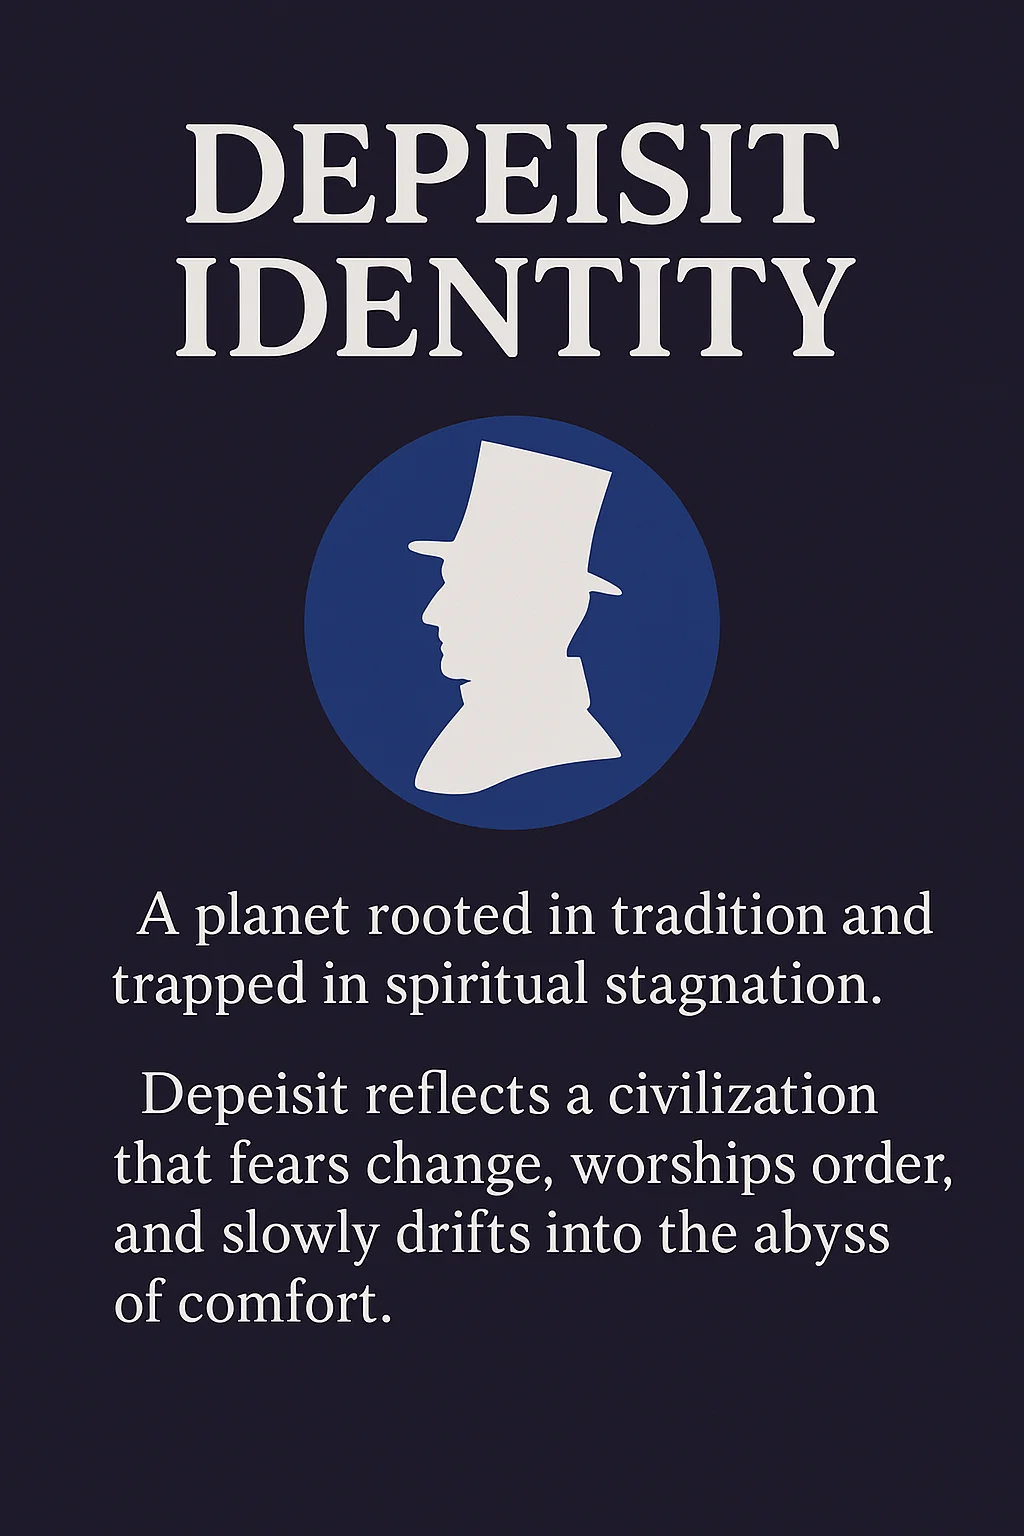 DEPEISIT
IDENTITY
A planet rooted in tradition and
trapped in spiritual stagnation.
Depeisit reflects a civilization
that fears change, worships order,
and slowly drifts into the abyss
of comfort.